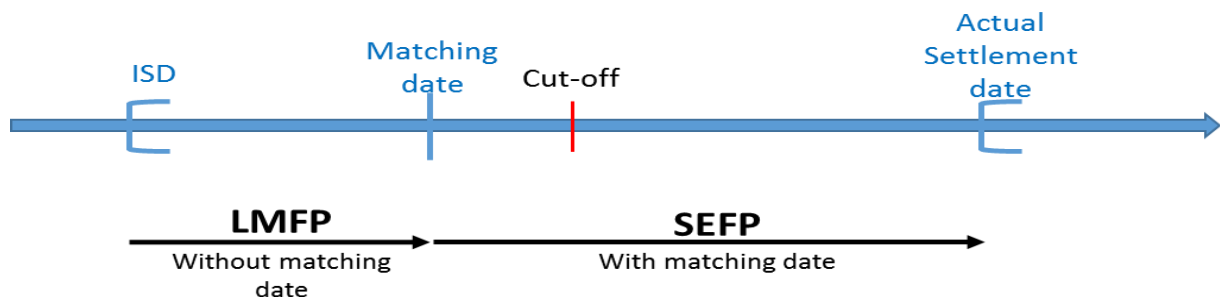 ISD
Matching
date
Cut-off
Actual
Settlement
date
LMFP
Without matching
date
SEFP
With matching date